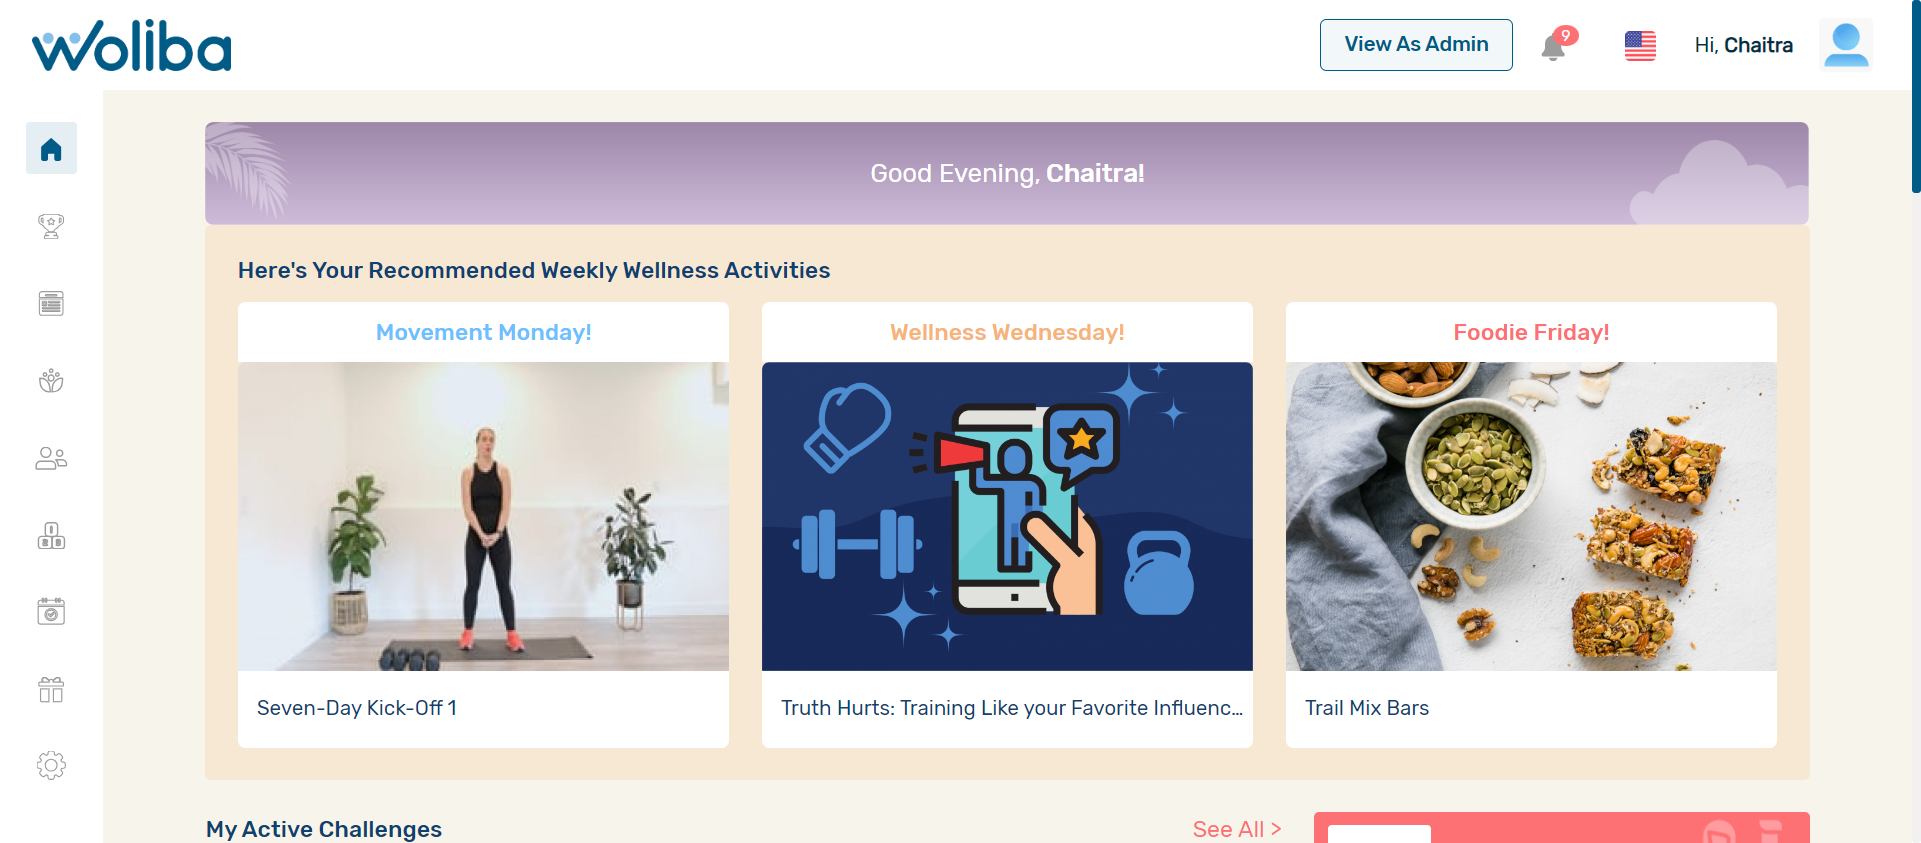 Woliba
View As Admin
9
Hi, Chaitra
Good Evening, Chaitra!
Here's Your Recommended Weekly Wellness Activities
Movement Monday!
Wellness Wednesday!
Foodie Friday!
Seven-Day Kick-Off 1
Truth Hurts: Training Like your Favorite Influenc...
Trail Mix Bars
My Active Challenges
See All >